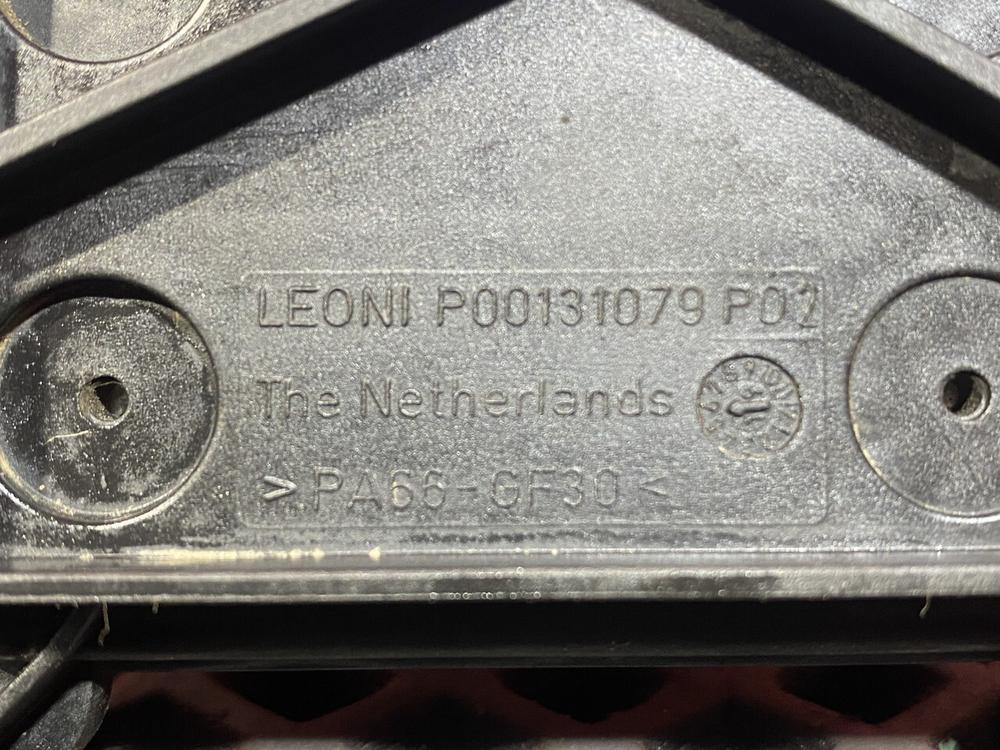 LEONI P00131079 P02
The Netherlands
>PA66-GF30<